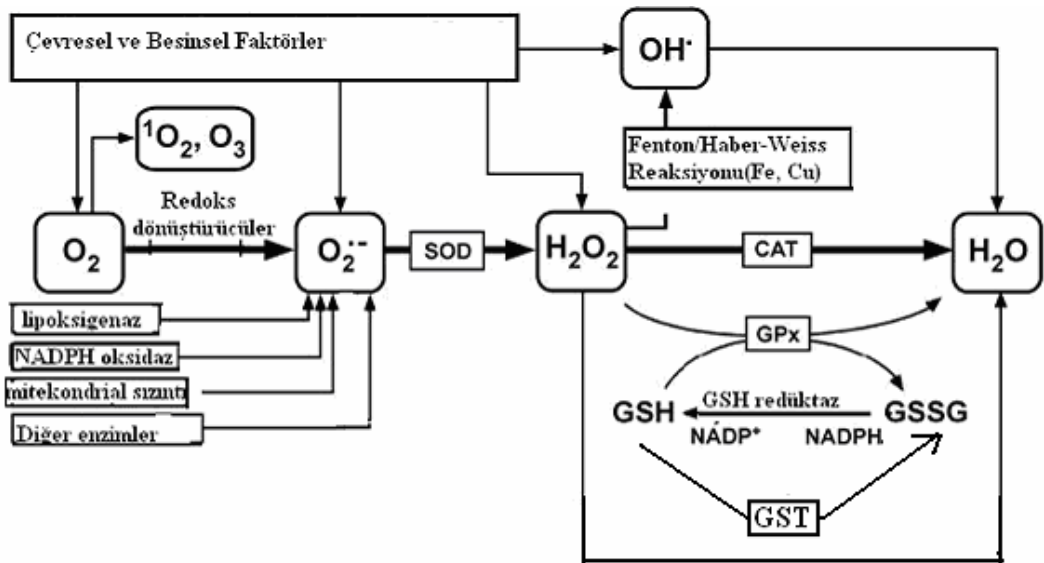 Çevresel ve Besinsel Faktörler
OH·
¹O₂, O₃
Fenton/Haber-Weiss
Reaksiyonu(Fe, Cu)
Redoks
dönüştürücüler
O₂
O₂·⁻
SOD
H₂O₂
CAT
H₂O
lipoksigenaz
NADPH oksidaz
mitekondrial sızıntı
Diğer enzimler
GPx
GSH redüktaz
GSH
GSSG
NADP⁺
NADPH
GST